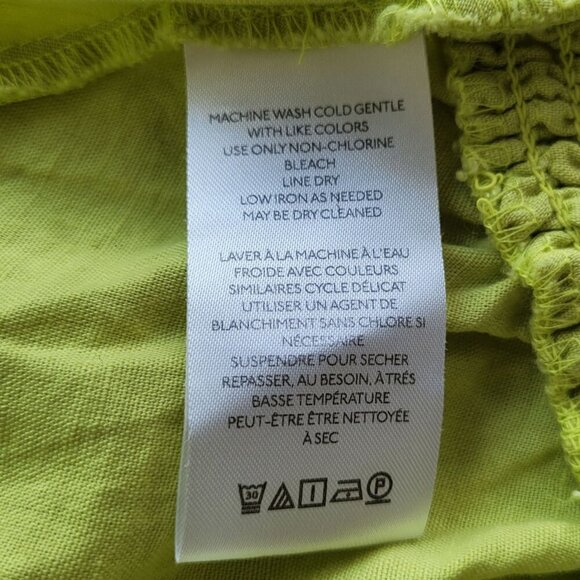 MACHINE WASH COLD GENTLE
WITH LIKE COLORS
USE ONLY NON-CHLORINE
BLEACH
LINE DRY
LOW IRON AS NEEDED
MAY BE DRY CLEANED
LAVER À LA MACHINE À L'EAU
FROIDE AVEC COULEURS
SIMILAIRES CYCLE DÉLICAT
UTILISER UN AGENT DE
BLANCHIMENT SANS CHLORE SI
NÉCESSAIRE
SUSPENDRE POUR SECHER
REPASSER, AU BESOIN, À TRÉS
BASSE TEMPÉRATURE
PEUT-ÊTRE ÊTRE NETTOYÉE
À SEC
30 P